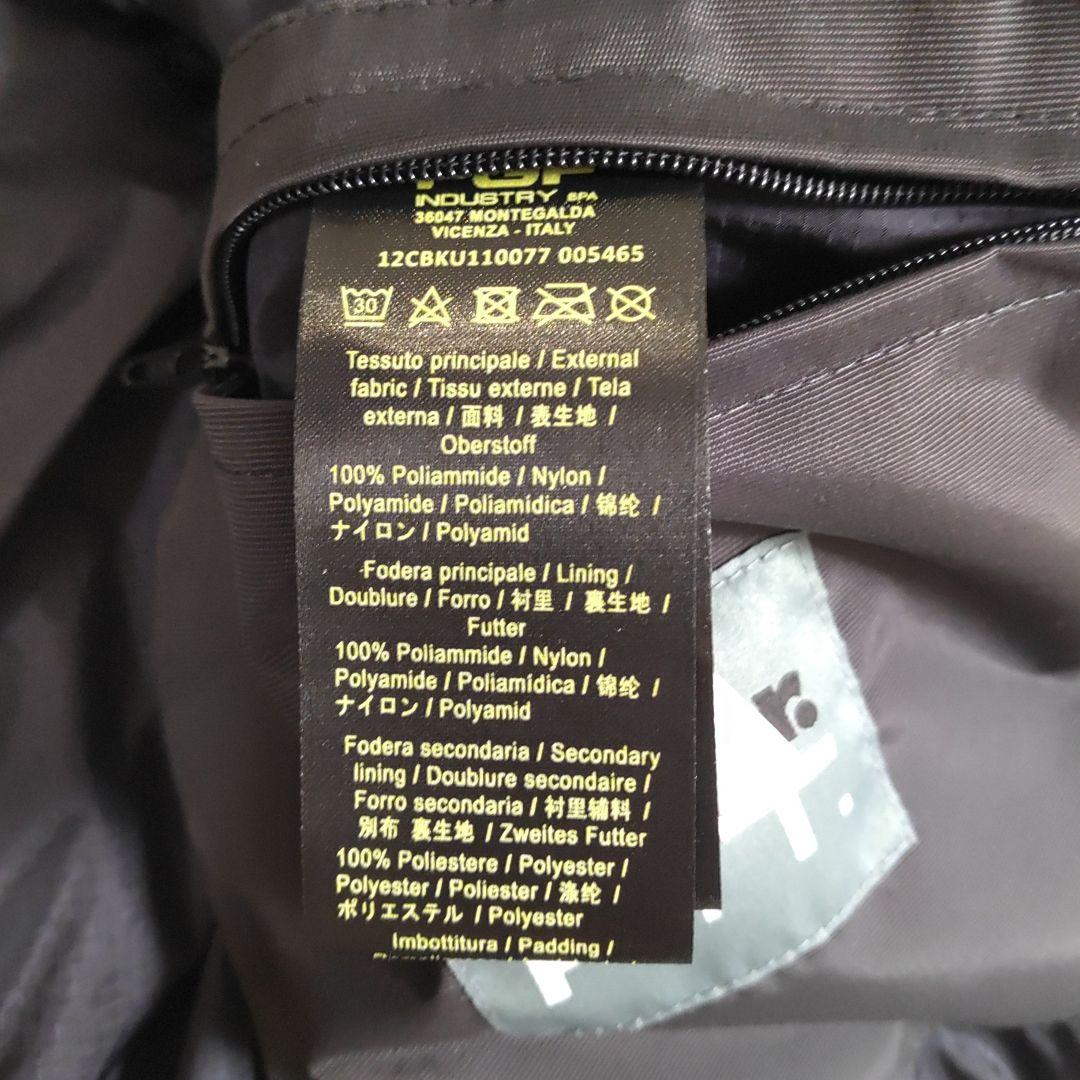 INDUSTRY SPA
36047 MONTEGALDA
VICENZA - ITALY
12CBKU110077 005465
30
Tessuto principale / External
fabric / Tissu externe / Tela
externa / 面料 / 表生地 /
Oberstoff
100% Poliammide / Nylon /
Polyamide / Poliamídica / 锦纶 /
ナイロン / Polyamid
Fodera principale / Lining /
Doublure / Forro / 衬里 / 裏生地 /
Futter
100% Poliammide / Nylon /
Polyamide / Poliamídica / 锦纶 /
ナイロン / Polyamid
Fodera secondaria / Secondary
lining / Doublure secondaire /
Forro secondaria / 衬里辅料 /
別布 裏生地 / Zweites Futter
100% Poliestere / Polyester /
Polyester / Poliester / 涤纶 /
ポリエステル / Polyester
Imbottitura / Padding /
r.
t.